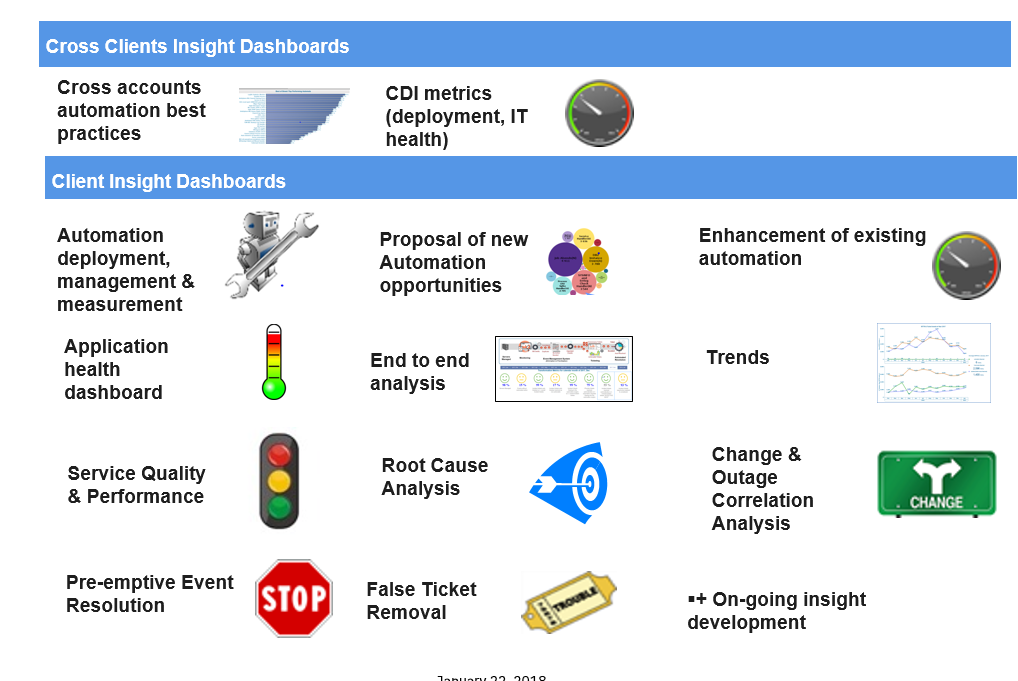 Cross Clients Insight Dashboards
Cross accounts
automation best
practices
CDI metrics
(deployment, IT
health)
Client Insight Dashboards
Automation
deployment,
management &
measurement
Proposal of new
Automation
opportunities
Enhancement of existing
automation
Application
health
dashboard
End to end
analysis
Trends
Service Quality
& Performance
Root Cause
Analysis
Change &
Outage
Correlation
Analysis
CHANGE
Pre-emptive Event
Resolution
STOP
False Ticket
Removal
TROUBLE
▪+ On-going insight
development
January 22, 2018